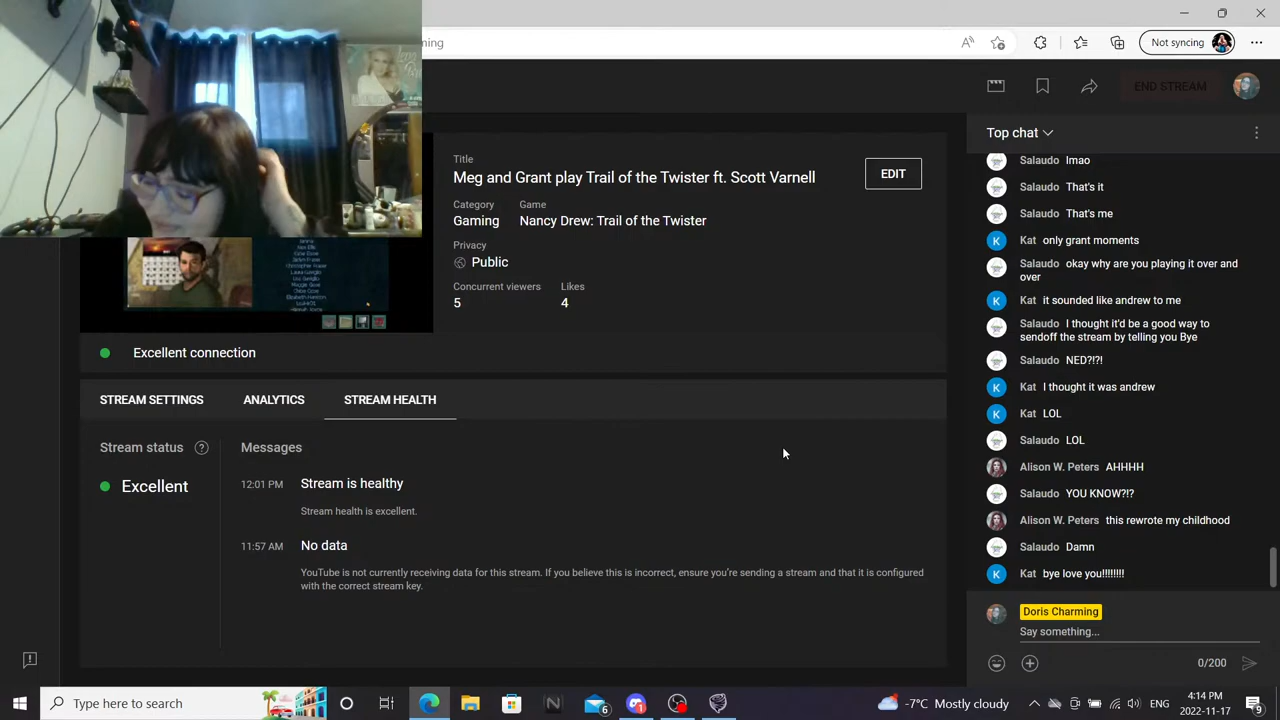 ming
Not syncing
END STREAM
Title
Meg and Grant play Trail of the Twister ft. Scott Varnell
EDIT
Category
Game
Gaming
Nancy Drew: Trail of the Twister
Privacy
Public
Concurrent viewers
Likes
5
4
Excellent connection
STREAM SETTINGS
ANALYTICS
STREAM HEALTH
Stream status
Messages
Excellent
12:01 PM
Stream is healthy
Stream health is excellent.
11:57 AM
No data
YouTube is not currently receiving data for this stream. If you believe this is incorrect, ensure you're sending a stream and that it is configured
with the correct stream key.
Top chat
Salaudo lmao
Salaudo That's it
Salaudo That's me
Kat only grant moments
Salaudo okay why are you playing it over and
over
Kat it sounded like andrew to me
Salaudo I thought it'd be a good way to
sendoff the stream by telling you Bye
Salaudo NED?!?!
Kat I thought it was andrew
Kat LOL
Salaudo LOL
Alison W. Peters AHHHH
Salaudo YOU KNOW?!?
Alison W. Peters this rewrote my childhood
Salaudo Damn
Kat bye love you!!!!!!!!
Doris Charming
Say something...
0/200
Type here to search
6
-7°C Mostly cloudy
ENG
4:14 PM
2022-11-17
9